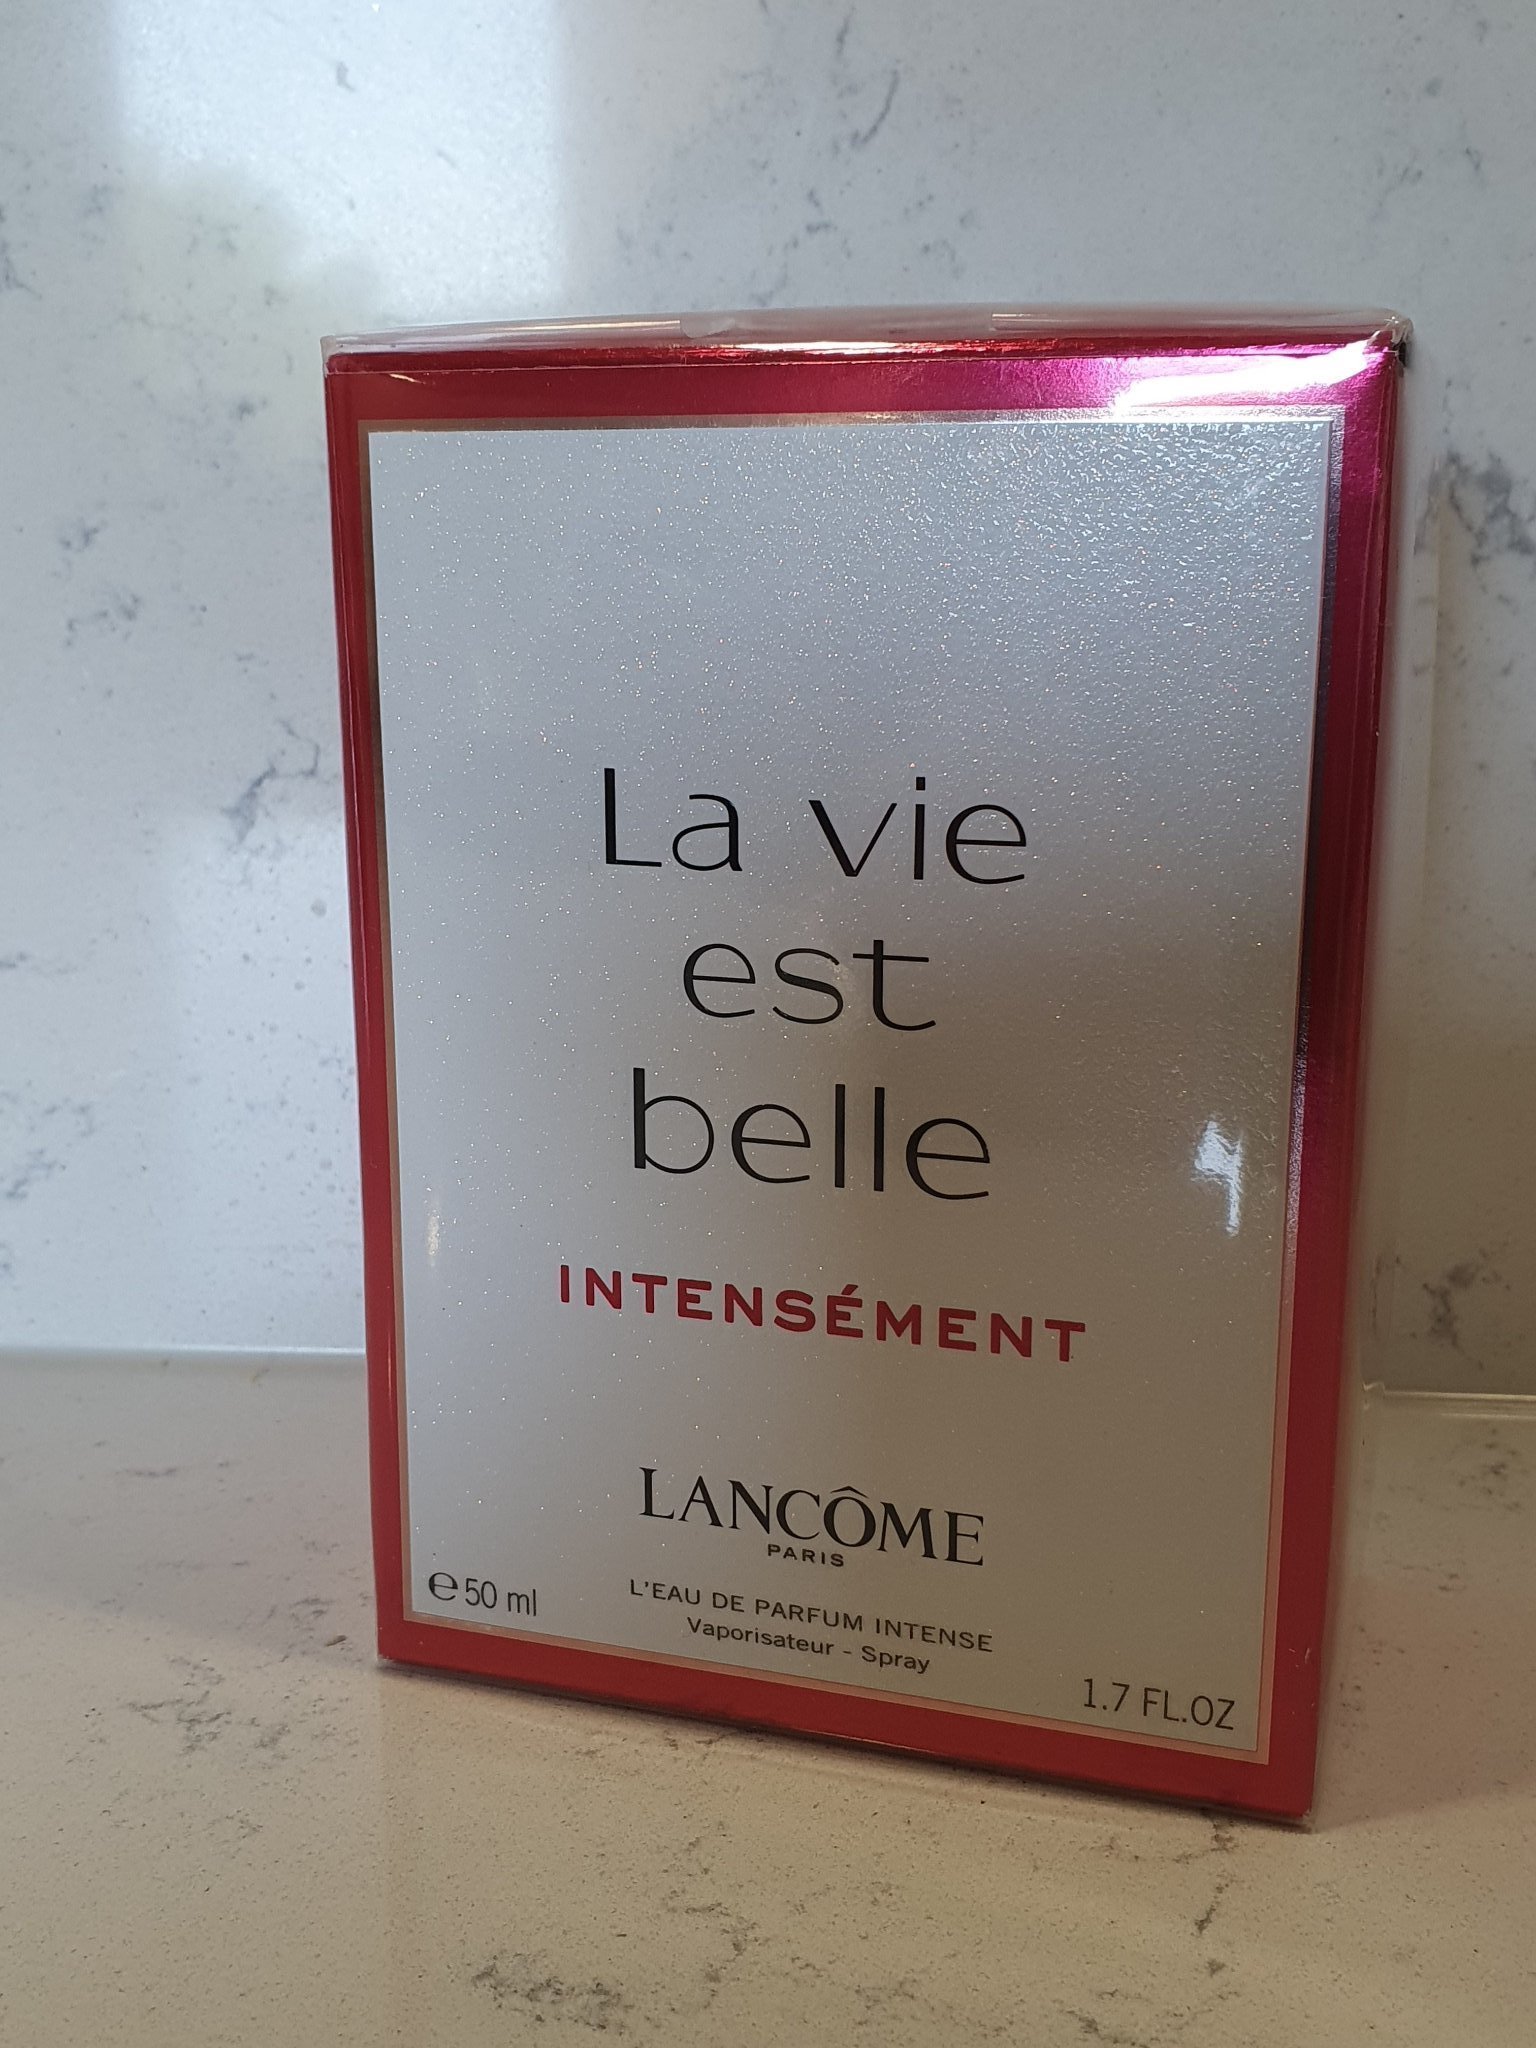 La vie
est
belle
INTENSÉMENT
LANCÔME
PARIS
℮50 ml
L'EAU DE PARFUM INTENSE
Vaporisateur - Spray
1.7 FL.OZ